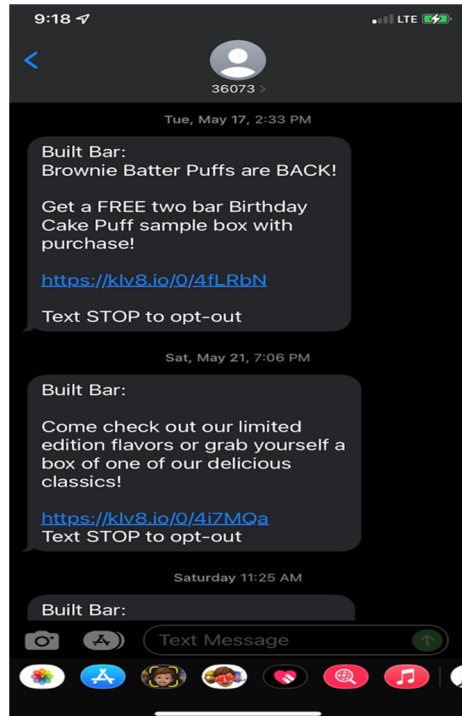 9:18
LTE
36073 >
Tue, May 17, 2:33 PM
Built Bar:
Brownie Batter Puffs are BACK!
Get a FREE two bar Birthday
Cake Puff sample box with
purchase!
https://klv8.io/0/4fLRbN
Text STOP to opt-out
Sat, May 21, 7:06 PM
Built Bar:
Come check out our limited
edition flavors or grab yourself a
box of one of our delicious
classics!
https://klv8.io/0/4i7MQa
Text STOP to opt-out
Saturday 11:25 AM
Built Bar:
Text Message